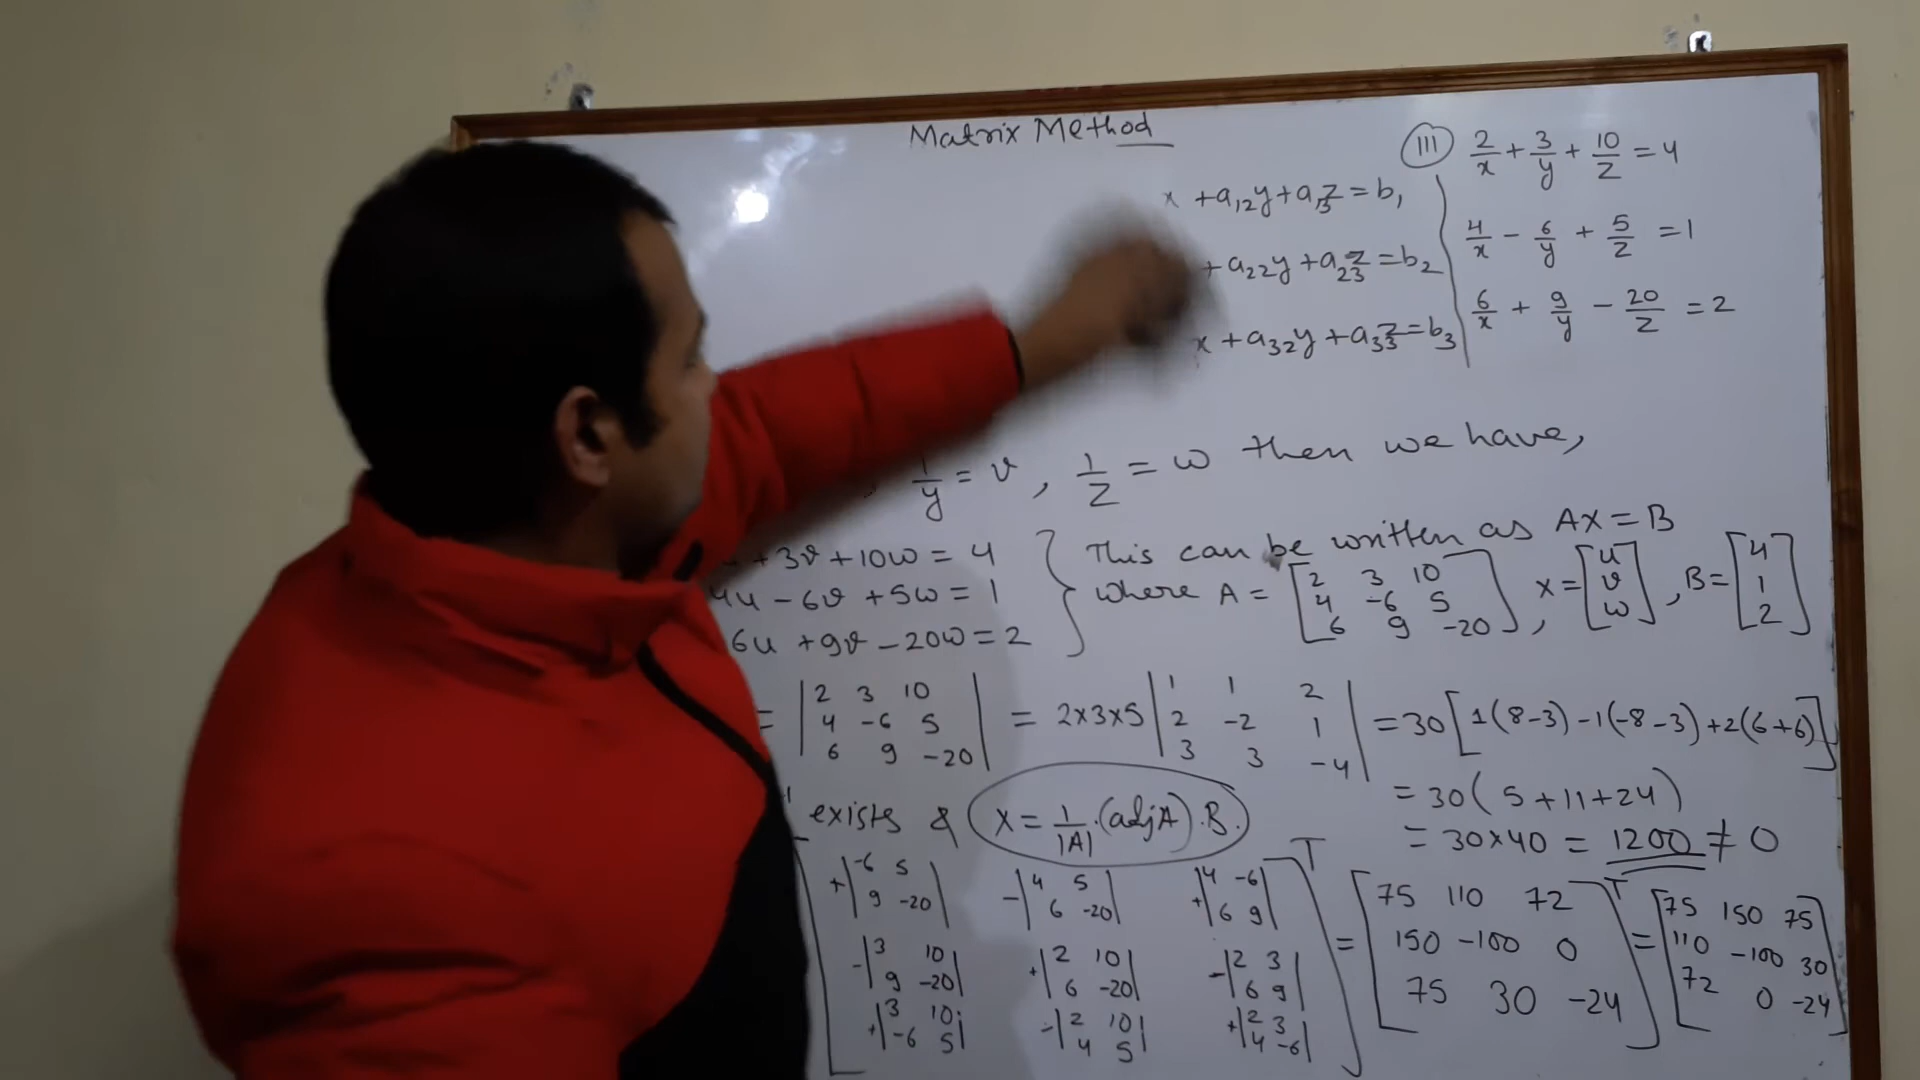 Matrix Method
x + a₁₂y + a₁₃z = b₁
+ a₂₂y + a₂₃z = b₂
x + a₃₂y + a₃₃z = b₃
III 2/x + 3/y + 10/z = 4
4/x - 6/y + 5/z = 1
6/x + 9/y - 20/z = 2
1/y = v, 1/z = w then we have,
+ 3v + 10w = 4
4u - 6v + 5w = 1
6u + 9v - 20w = 2
This can be written as AX = B
where A = [2 3 10; 4 -6 5; 6 9 -20], X = [u; v; w], B = [4; 1; 2]
= |2 3 10; 4 -6 5; 6 9 -20| = 2x3x5 |1 1 2; 2 -2 1; 3 3 -4| = 30[1(8-3) -1(-8-3) +2(6+6)]
= 30(5+11+24)
= 30x40 = 1200 ≠ 0
exists & X = 1/|A| . (adjA) . B.
[+|-6 5; 9 -20| -|4 5; 6 -20| +|4 -6; 6 9|
-|3 10; 9 -20| +|2 10; 6 -20| -|2 3; 6 9|
+|3 10; -6 5| -|2 10; 4 5| +|2 3; 4 -6|]ᵀ
= [75 110 72; 150 -100 0; 75 30 -24]ᵀ = [75 150 75; 110 -100 30; 72 0 -24]